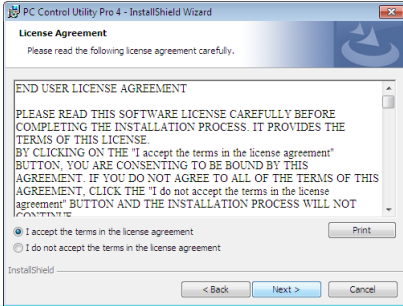 PC Control Utility Pro 4 - InstallShield Wizard
License Agreement
Please read the following license agreement carefully.
END USER LICENSE AGREEMENT
PLEASE READ THIS SOFTWARE LICENSE CAREFULLY BEFORE
COMPLETING THE INSTALLATION PROCESS. IT PROVIDES THE
TERMS OF THIS LICENSE.
BY CLICKING ON THE "I accept the terms in the license agreement"
BUTTON, YOU ARE CONSENTING TO BE BOUND BY THIS
AGREEMENT. IF YOU DO NOT AGREE TO ALL OF THE TERMS OF THIS
AGREEMENT, CLICK THE "I do not accept the terms in the license
agreement" BUTTON AND THE INSTALLATION PROCESS WILL NOT
CONTINUE
I accept the terms in the license agreement
Print
I do not accept the terms in the license agreement
InstallShield
< Back
Next >
Cancel